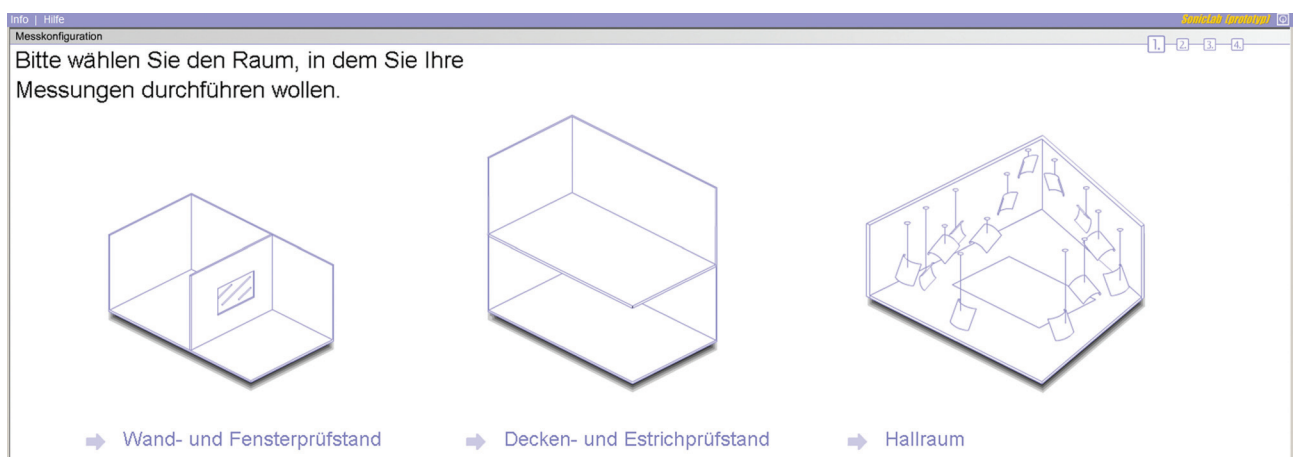 Info | Hilfe
SonicLab (prototyp)
Messkonfiguration
1. 2. 3. 4.
Bitte wählen Sie den Raum, in dem Sie Ihre
Messungen durchführen wollen.
Wand- und Fensterprüfstand
Decken- und Estrichprüfstand
Hallraum